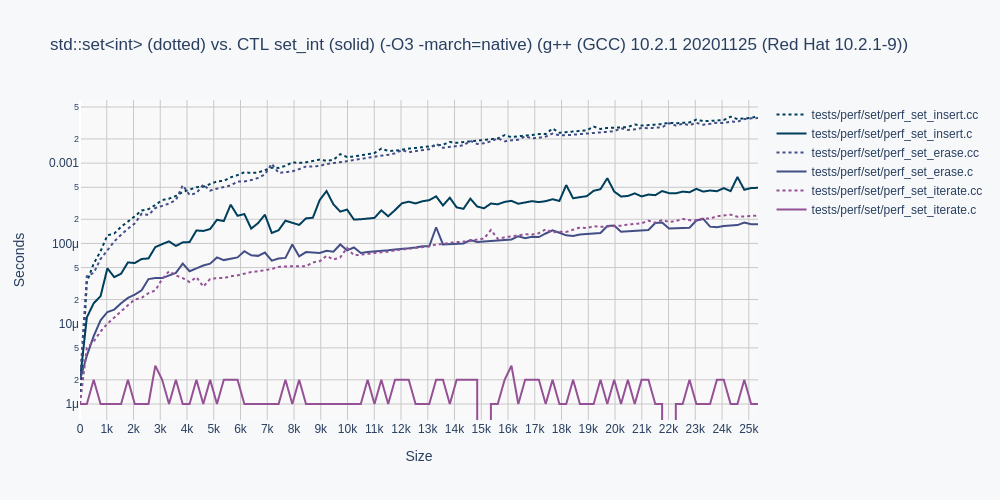 std::set<int> (dotted) vs. CTL set_int (solid) (-O3 -march=native) (g++ (GCC) 10.2.1 20201125 (Red Hat 10.2.1-9))
5
2
0.001
5
2
100μ
5
2
10μ
5
2
1μ
Seconds
0 1k 2k 3k 4k 5k 6k 7k 8k 9k 10k 11k 12k 13k 14k 15k 16k 17k 18k 19k 20k 21k 22k 23k 24k 25k
Size
tests/perf/set/perf_set_insert.cc
tests/perf/set/perf_set_insert.c
tests/perf/set/perf_set_erase.cc
tests/perf/set/perf_set_erase.c
tests/perf/set/perf_set_iterate.cc
tests/perf/set/perf_set_iterate.c